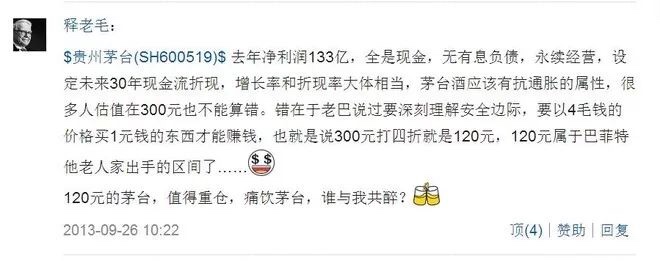 释老毛：
$贵州茅台(SH600519)$ 去年净利润133亿，全是现金，无有息负债，永续经营，设
定未来30年现金流折现，增长率和折现率大体相当，茅台酒应该有抗通胀的属性，很
多人估值在300元也不能算错。错在于老巴说过要深刻理解安全边际，要以4毛钱的
价格买1元钱的东西才能赚钱，也就是说300元打四折就是120元，120元属于巴菲特
他老人家出手的区间了……
120元的茅台，值得重仓，痛饮茅台，谁与我共醉？
2013-09-26 10:22
顶(4)｜赞助｜回复